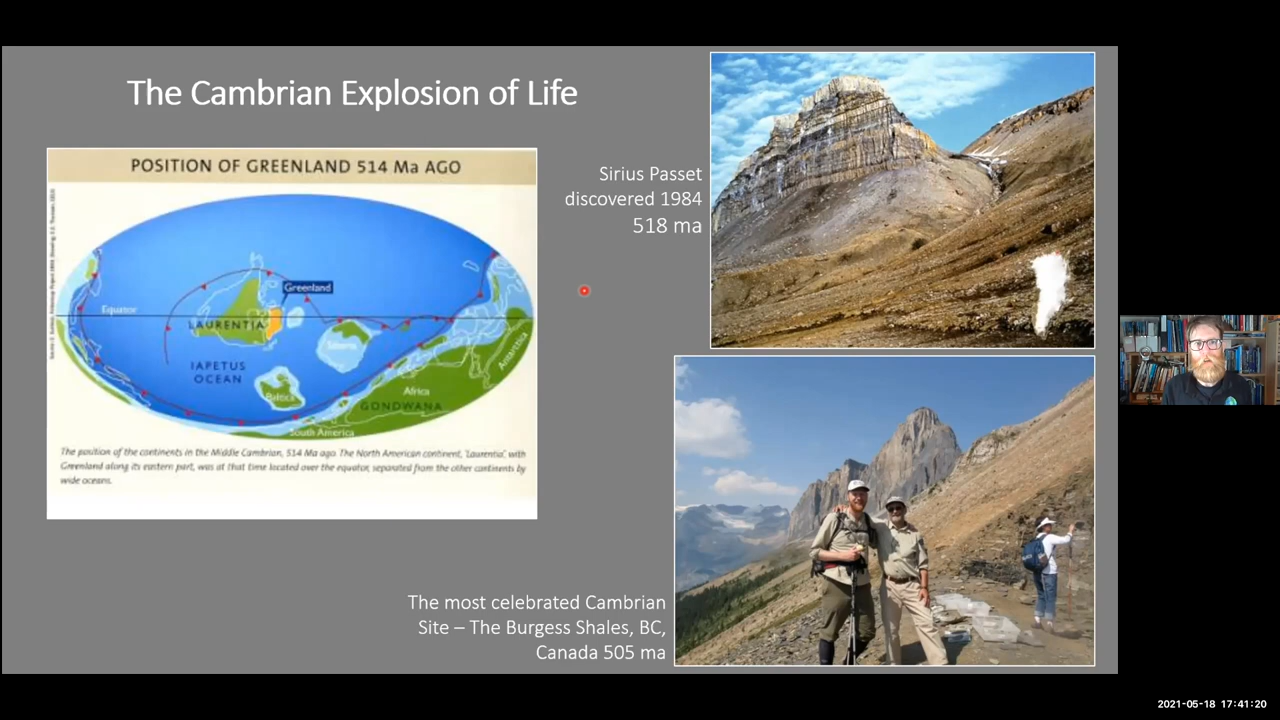 The Cambrian Explosion of Life
POSITION OF GREENLAND 514 Ma AGO
Equator
Greenland
LAURENTIA
IAPETUS
OCEAN
Siberia
Baltica
Africa
GONDWANA
Antarctica
South America
The position of the continents in the Middle Cambrian, 514 Ma ago. The North American continent, 'Laurentia', with
Greenland along its eastern part, was at that time located over the equator, separated from the other continents by
wide oceans.
Sirius Passet
discovered 1984
518 ma
The most celebrated Cambrian
Site – The Burgess Shales, BC,
Canada 505 ma
2021-05-18 17:41:20